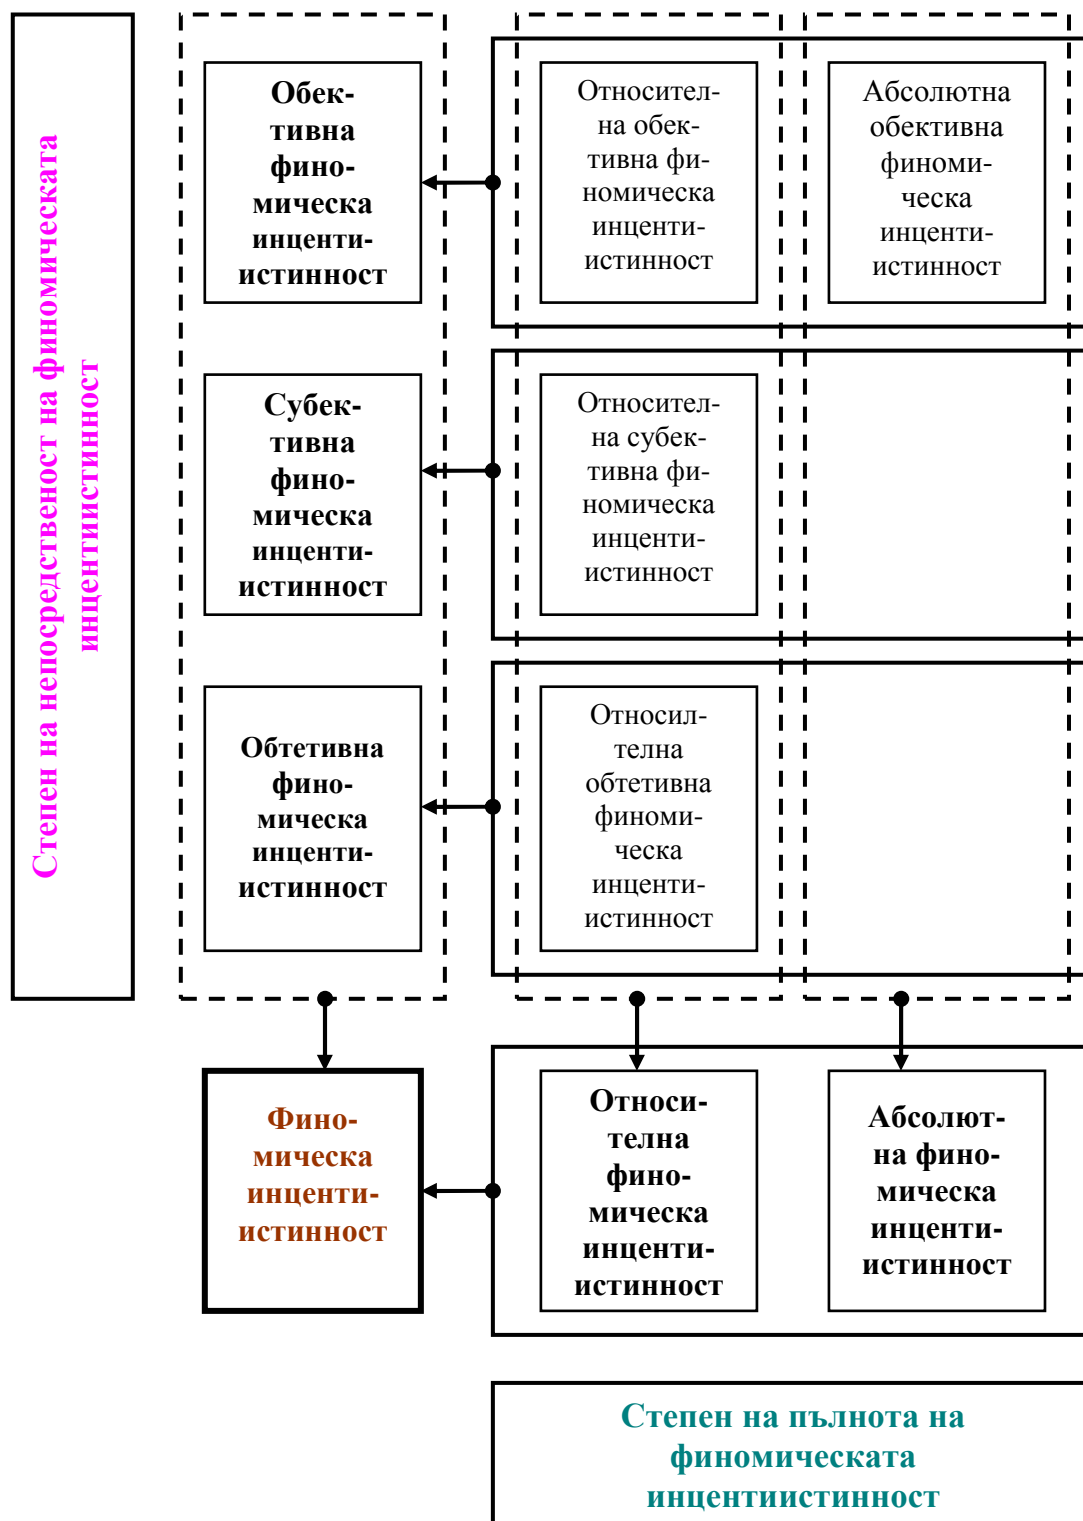 Степен на непосредственост на финомическата
инцентиистинност
Обек-
тивна
фино-
мическа
инценти-
истинност
Относител-
на обек-
тивна фи-
номическа
инценти-
истинност
Абсолютна
обективна
финоми-
ческа
инценти-
истинност
Субек-
тивна
фино-
мическа
инценти-
истинност
Относител-
на субек-
тивна фи-
номическа
инценти-
истинност
Обтетивна
фино-
мическа
инценти-
истинност
Относил-
телна
обтетивна
финоми-
ческа
инценти-
истинност
Фино-
мическа
инценти-
истинност
Относи-
телна
фино-
мическа
инценти-
истинност
Абсолют-
на фино-
мическа
инценти-
истинност
Степен на пълнота на
финомическата
инцентиистинност